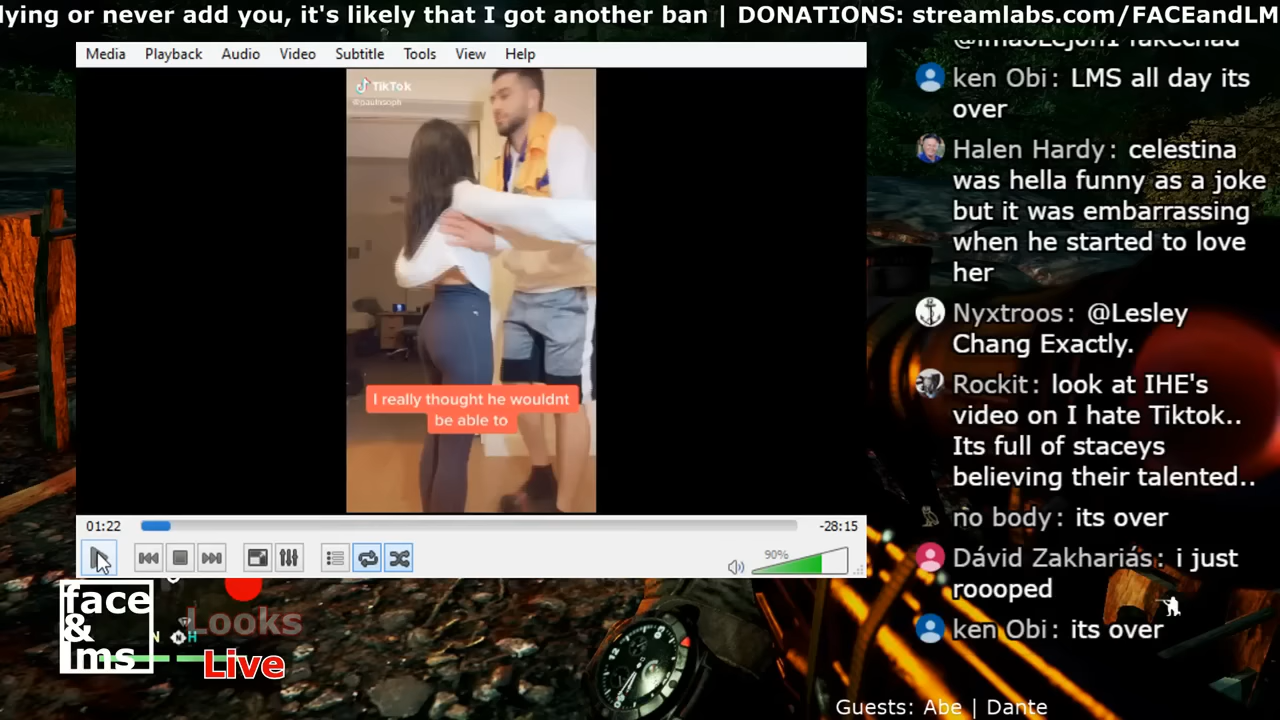 lying or never add you, it's likely that I got another ban | DONATIONS: streamlabs.com/FACEandLM
Media Playback Audio Video Subtitle Tools View Help
TikTok
I really thought he wouldnt
be able to
01:22
-28:15
90%
face
&
lms
Looks
Live
N
H
ken Obi: LMS all day its
over
Halen Hardy: celestina
was hella funny as a joke
but it was embarrassing
when he started to love
her
Nyxtroos: @Lesley
Chang Exactly.
Rockit: look at IHE's
video on I hate Tiktok..
Its full of staceys
believing their talented..
no body: its over
Dávid Zakhariás: i just
roooped
ken Obi: its over
Guests: Abe | Dante